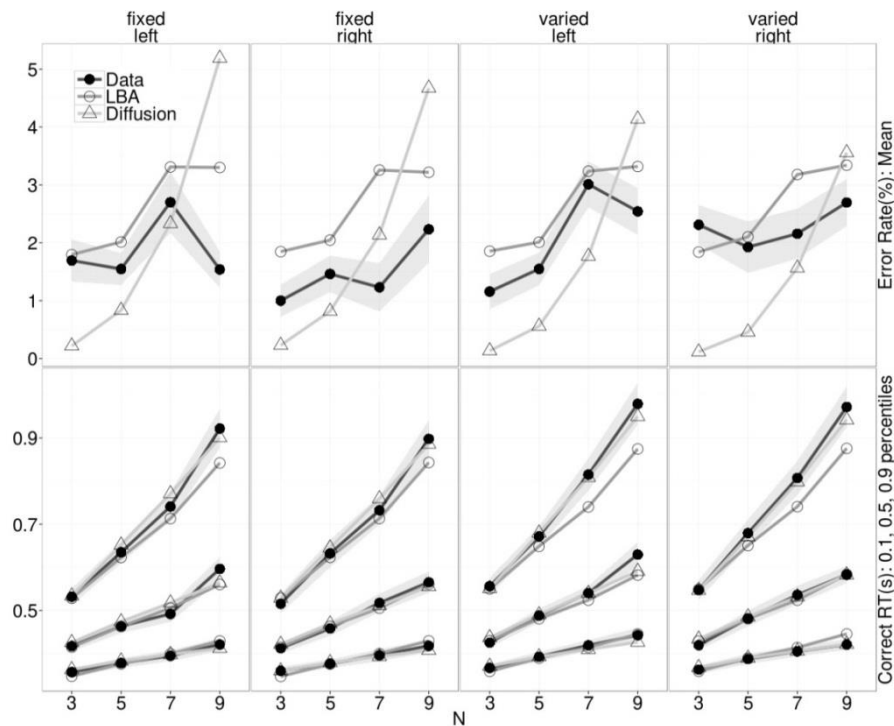 fixed
left
fixed
right
varied
left
varied
right
Data
LBA
Diffusion
5
4
3
2
1
0
Error Rate(%): Mean
0.9
0.7
0.5
Correct RT(s): 0.1, 0.5, 0.9 percentiles
3 5 7 9 3 5 7 9 3 5 7 9 3 5 7 9
N